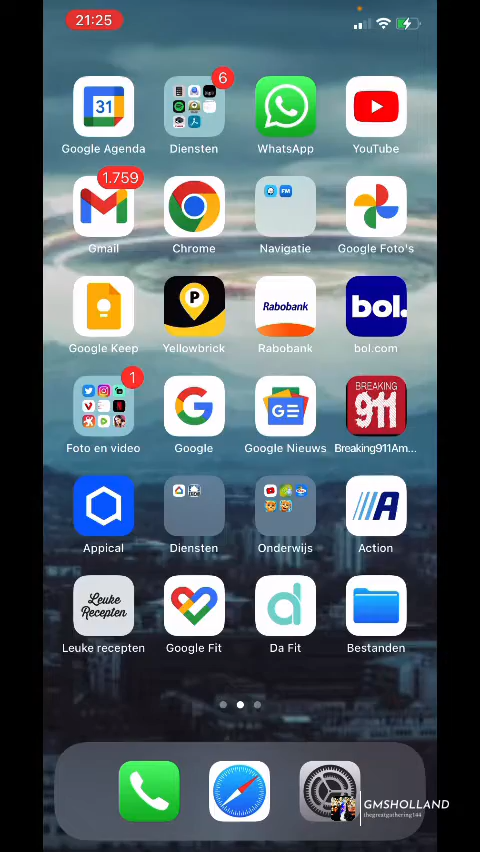 21:25
31
6
Google Agenda
Diensten
WhatsApp
YouTube
1.759
Gmail
Chrome
FM
Navigatie
Google Foto's
P
Rabobank
bol.
Google Keep
Yellowbrick
Rabobank
bol.com
1
G
GE
BREAKING
911
Foto en video
Google
Google Nieuws
Breaking911Am...
A
Appical
Diensten
Onderwijs
Action
Leuke
Recepten
d
Leuke recepten
Google Fit
Da Fit
Bestanden
GMSHOLLAND
thegreatgathering144